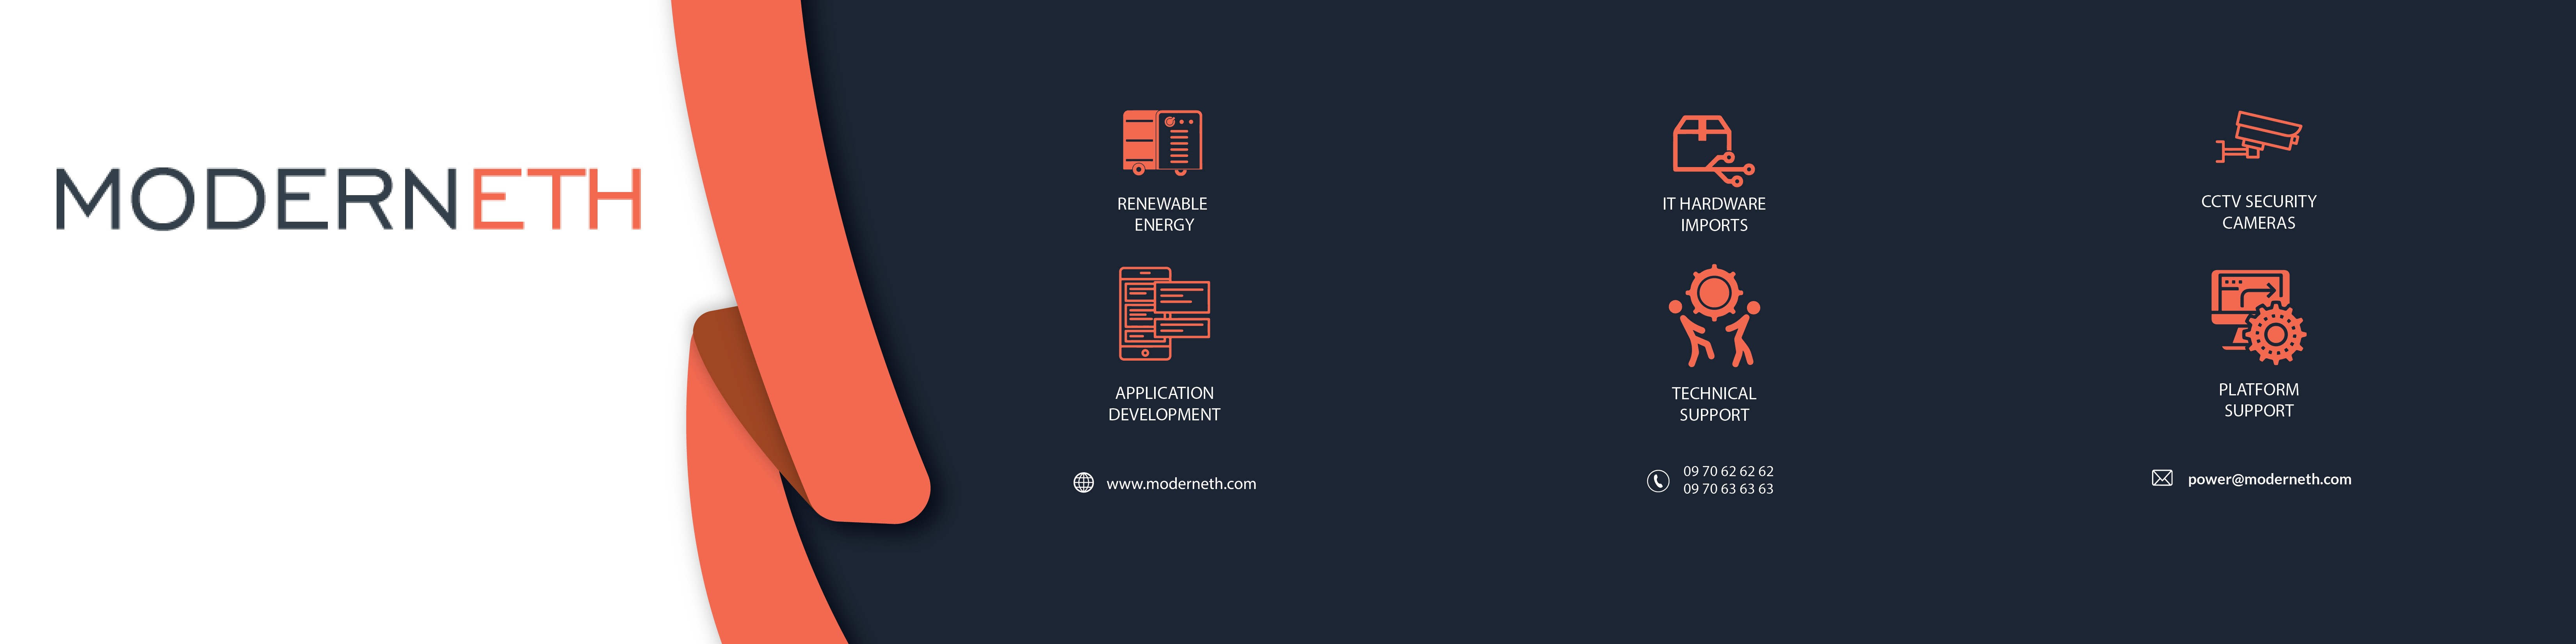 MODERNETH
RENEWABLE
ENERGY
IT HARDWARE
IMPORTS
CCTV SECURITY
CAMERAS
APPLICATION
DEVELOPMENT
TECHNICAL
SUPPORT
PLATFORM
SUPPORT
www.moderneth.com
09 70 62 62 62
09 70 63 63 63
power@moderneth.com